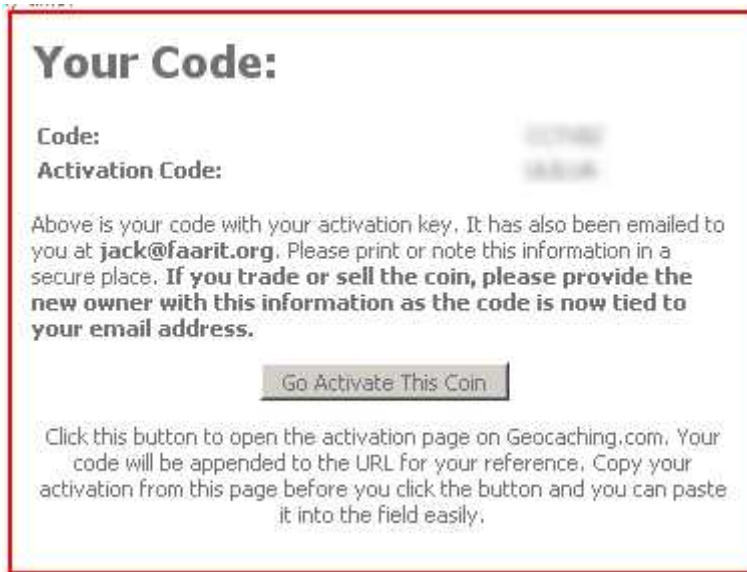 Your Code:
Code:
Activation Code:
Above is your code with your activation key. It has also been emailed to
you at jack@faarit.org. Please print or note this information in a
secure place. If you trade or sell the coin, please provide the
new owner with this information as the code is now tied to
your email address.
Go Activate This Coin
Click this button to open the activation page on Geocaching.com. Your
code will be appended to the URL for your reference. Copy your
activation from this page before you click the button and you can paste
it into the field easily.